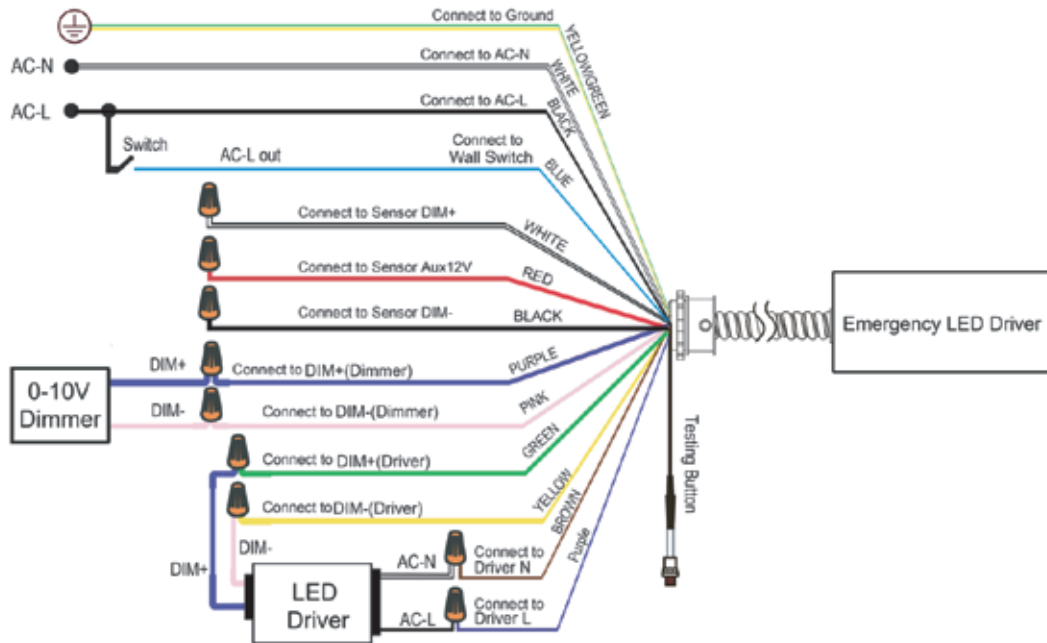 Connect to Ground
YELLOW/GREEN
AC-N
Connect to AC-N
WHITE
AC-L
Connect to AC-L
BLACK
Switch
AC-L out
Connect to
Wall Switch
BLUE
Connect to Sensor DIM+
WHITE
Connect to Sensor Aux12V
RED
Connect to Sensor DIM-
BLACK
Emergency LED Driver
DIM+
Connect to DIM+(Dimmer)
PURPLE
0-10V
Dimmer
DIM-
Connect to DIM-(Dimmer)
PINK
Connect to DIM+(Driver)
GREEN
Connect toDIM-(Driver)
YELLOW
BROWN
Purple
Testing Button
DIM-
DIM+
LED
Driver
AC-N
Connect to
Driver N
AC-L
Connect to
Driver L